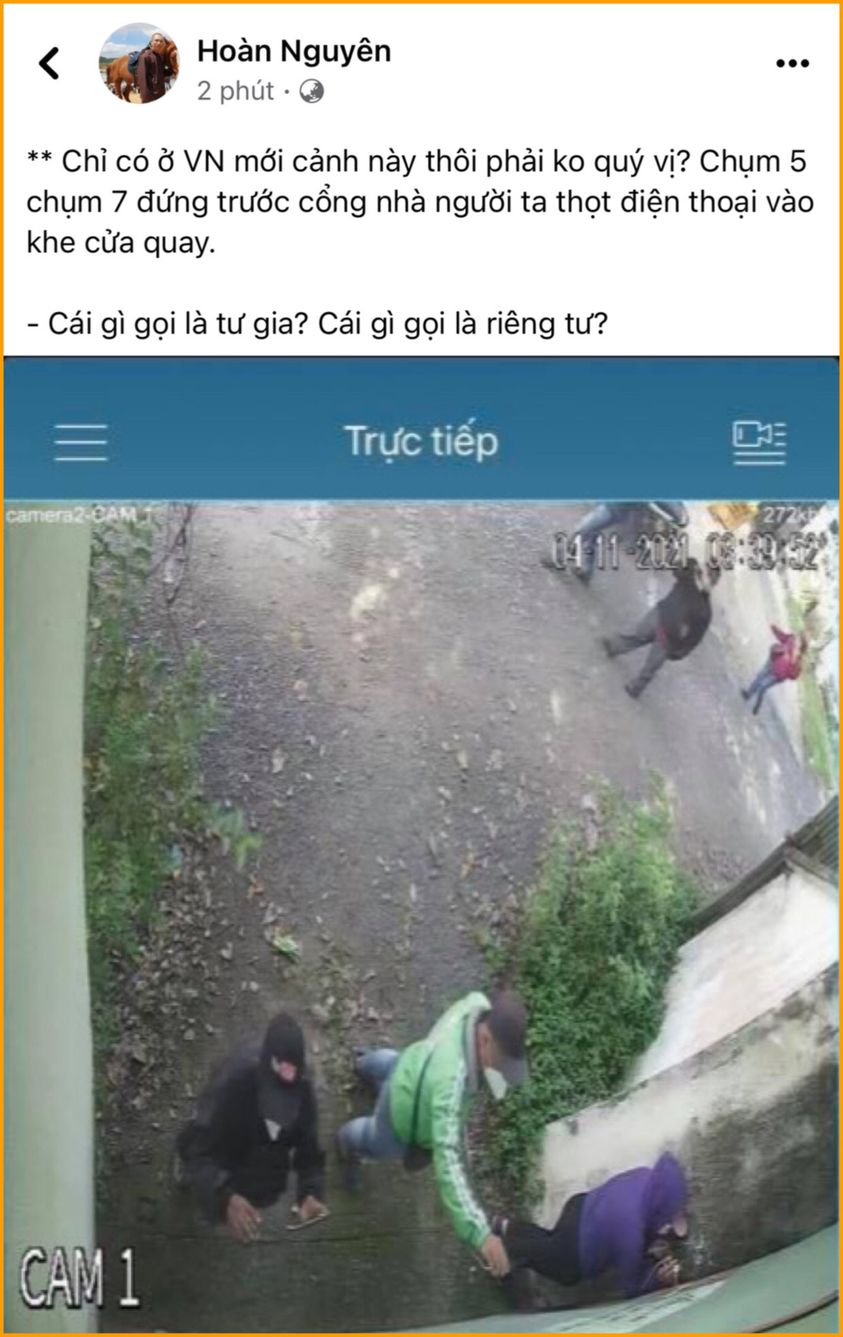 Hoàn Nguyên
2 phút ·
** Chỉ có ở VN mới cảnh này thôi phải ko quý vị? Chụm 5
chụm 7 đứng trước cổng nhà người ta thọt điện thoại vào
khe cửa quay.
- Cái gì gọi là tư gia? Cái gì gọi là riêng tư?
Trực tiếp
camera2-CAM 1
272kb
04-11-2021 03:39:52
CAM 1